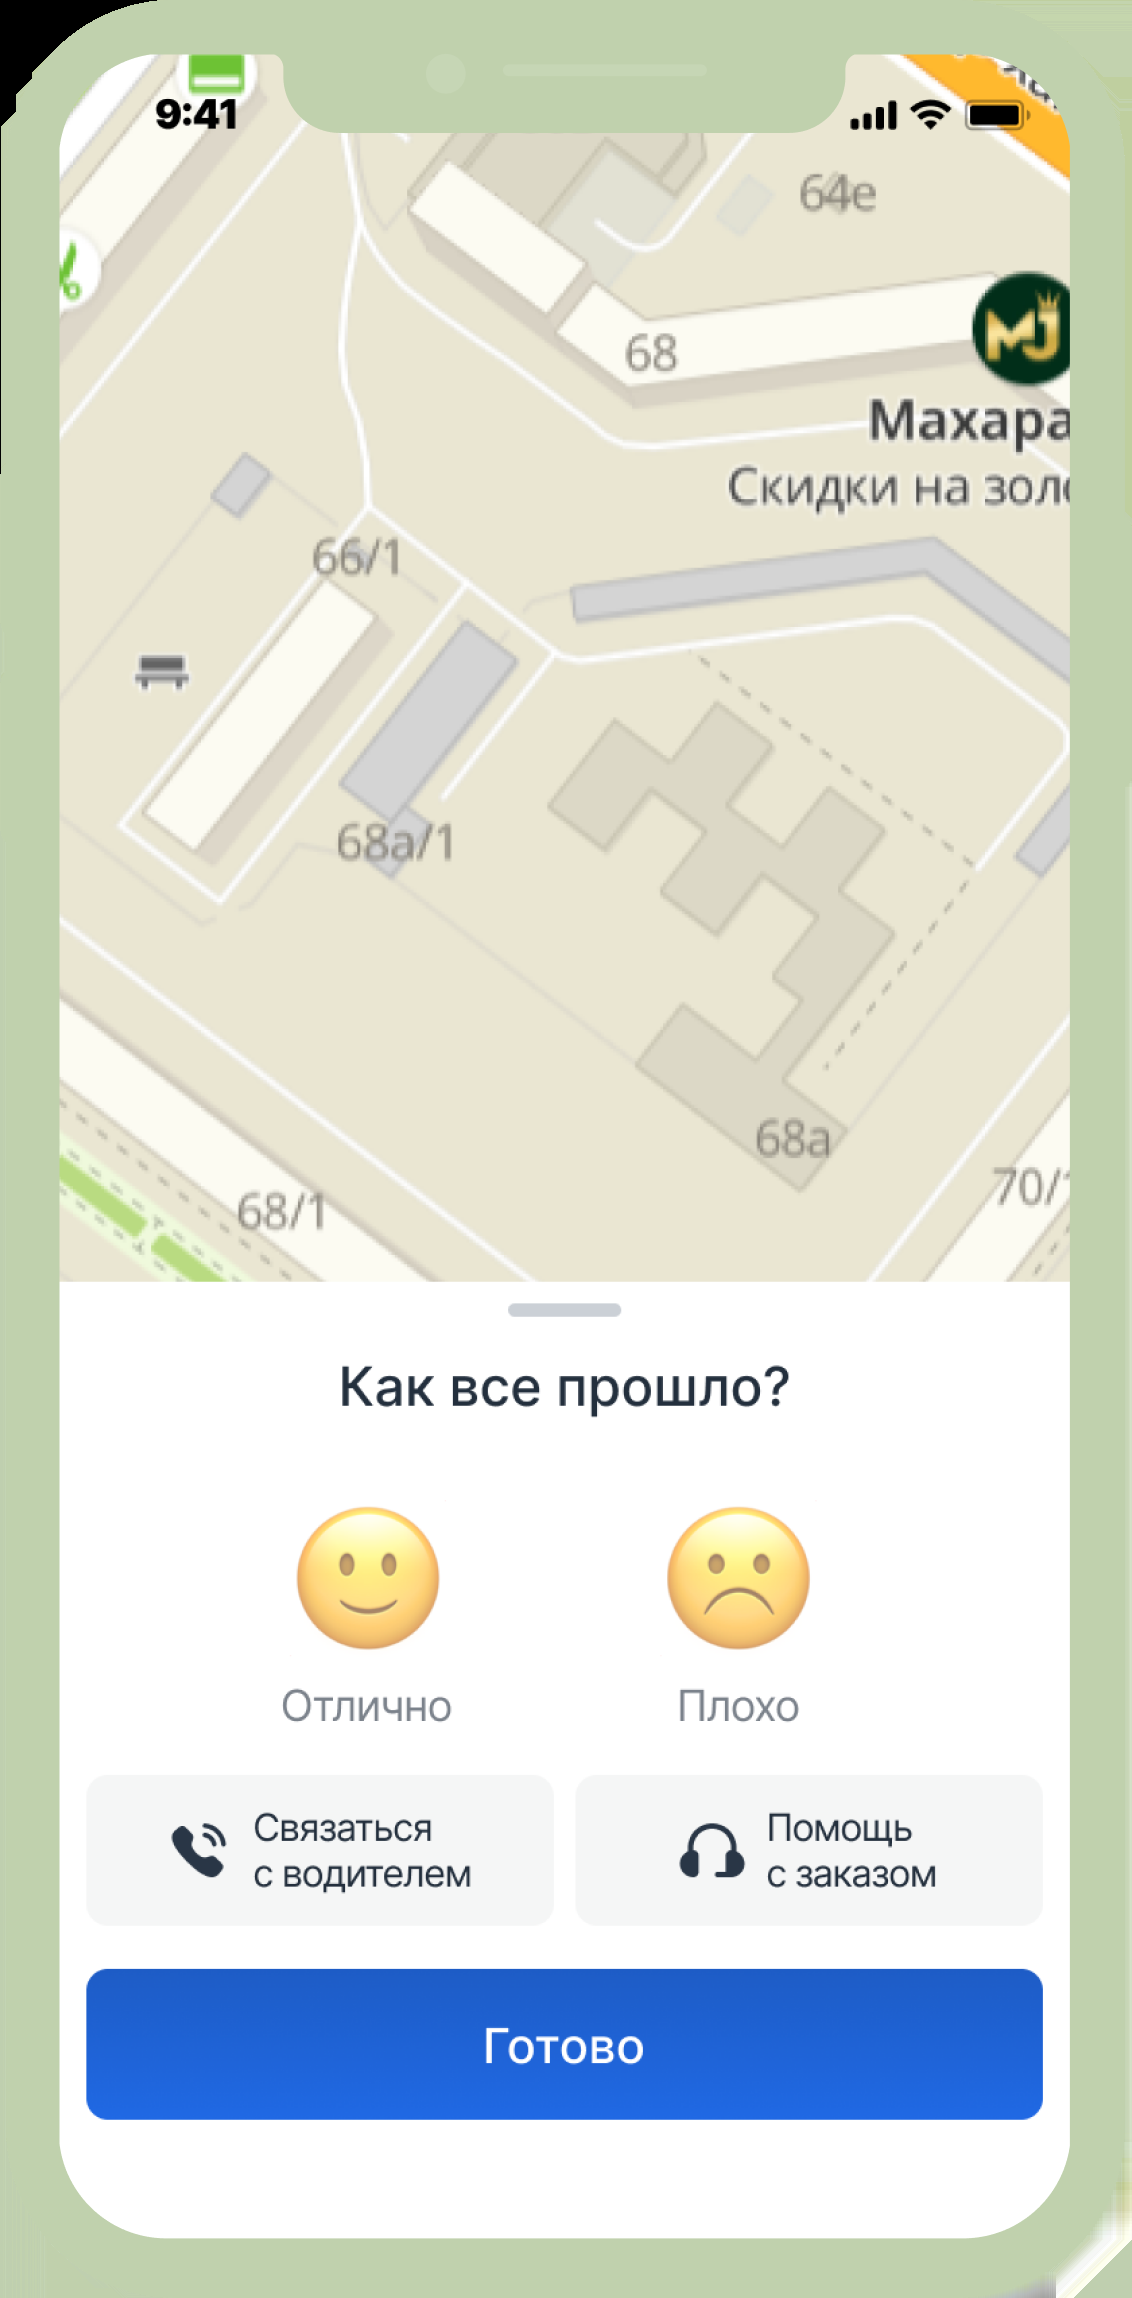 9:41
64е
68
MJ
Махара
Скидки на зол
66/1
68а/1
68а
70/
68/1
Как все прошло?
Отлично
Плохо
Связаться
с водителем
Помощь
с заказом
Готово